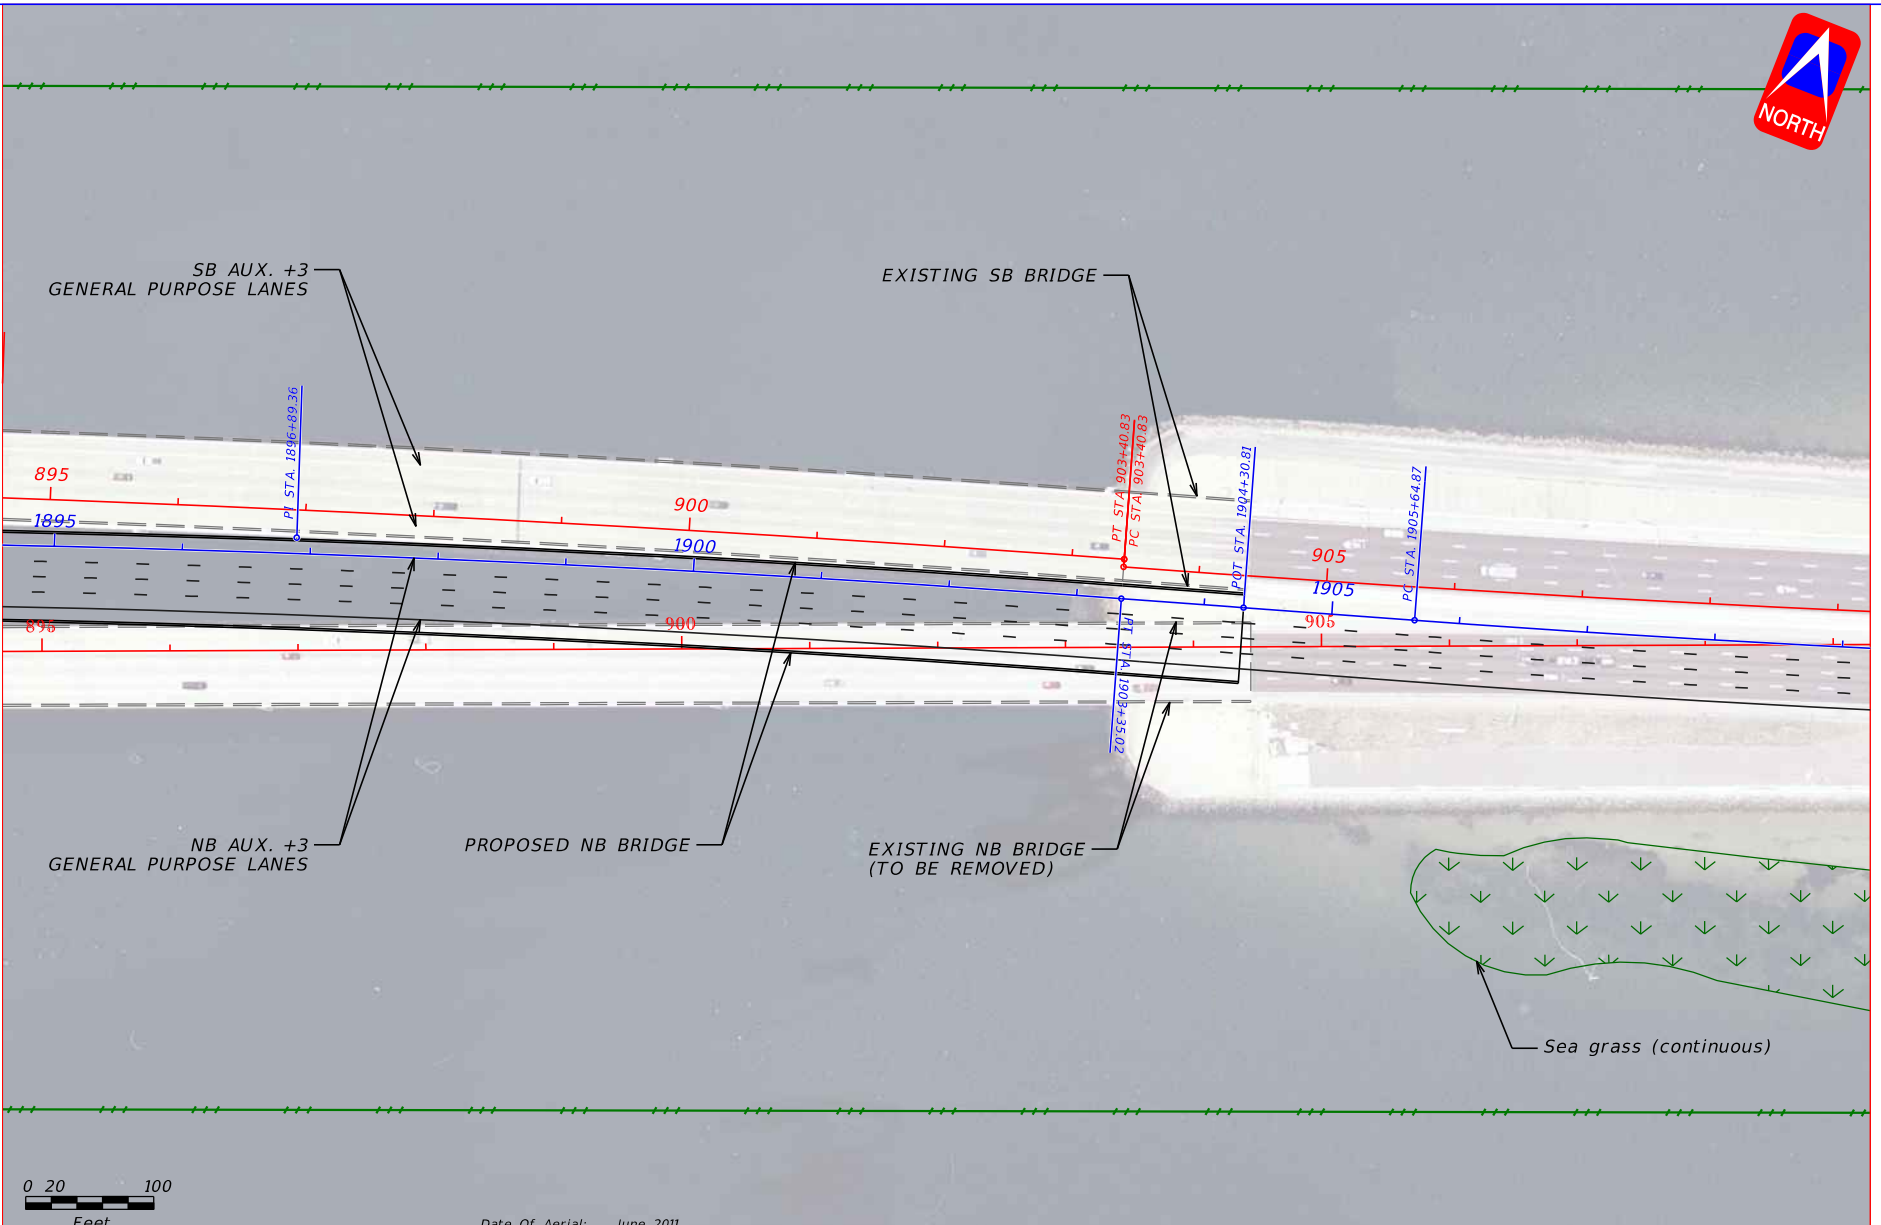 NORTH
SB AUX. +3
GENERAL PURPOSE LANES
EXISTING SB BRIDGE
PI STA. 1896+89.36
PT STA. 903+40.83
PC STA. 903+40.83
POT STA. 1904+30.81
PC STA. 1905+64.87
895
900
905
1895
1900
1905
895
900
905
PT STA. 1903+35.02
NB AUX. +3
GENERAL PURPOSE LANES
PROPOSED NB BRIDGE
EXISTING NB BRIDGE
(TO BE REMOVED)
Sea grass (continuous)
0 20 100
Feet
Date Of Aerial: June 2011